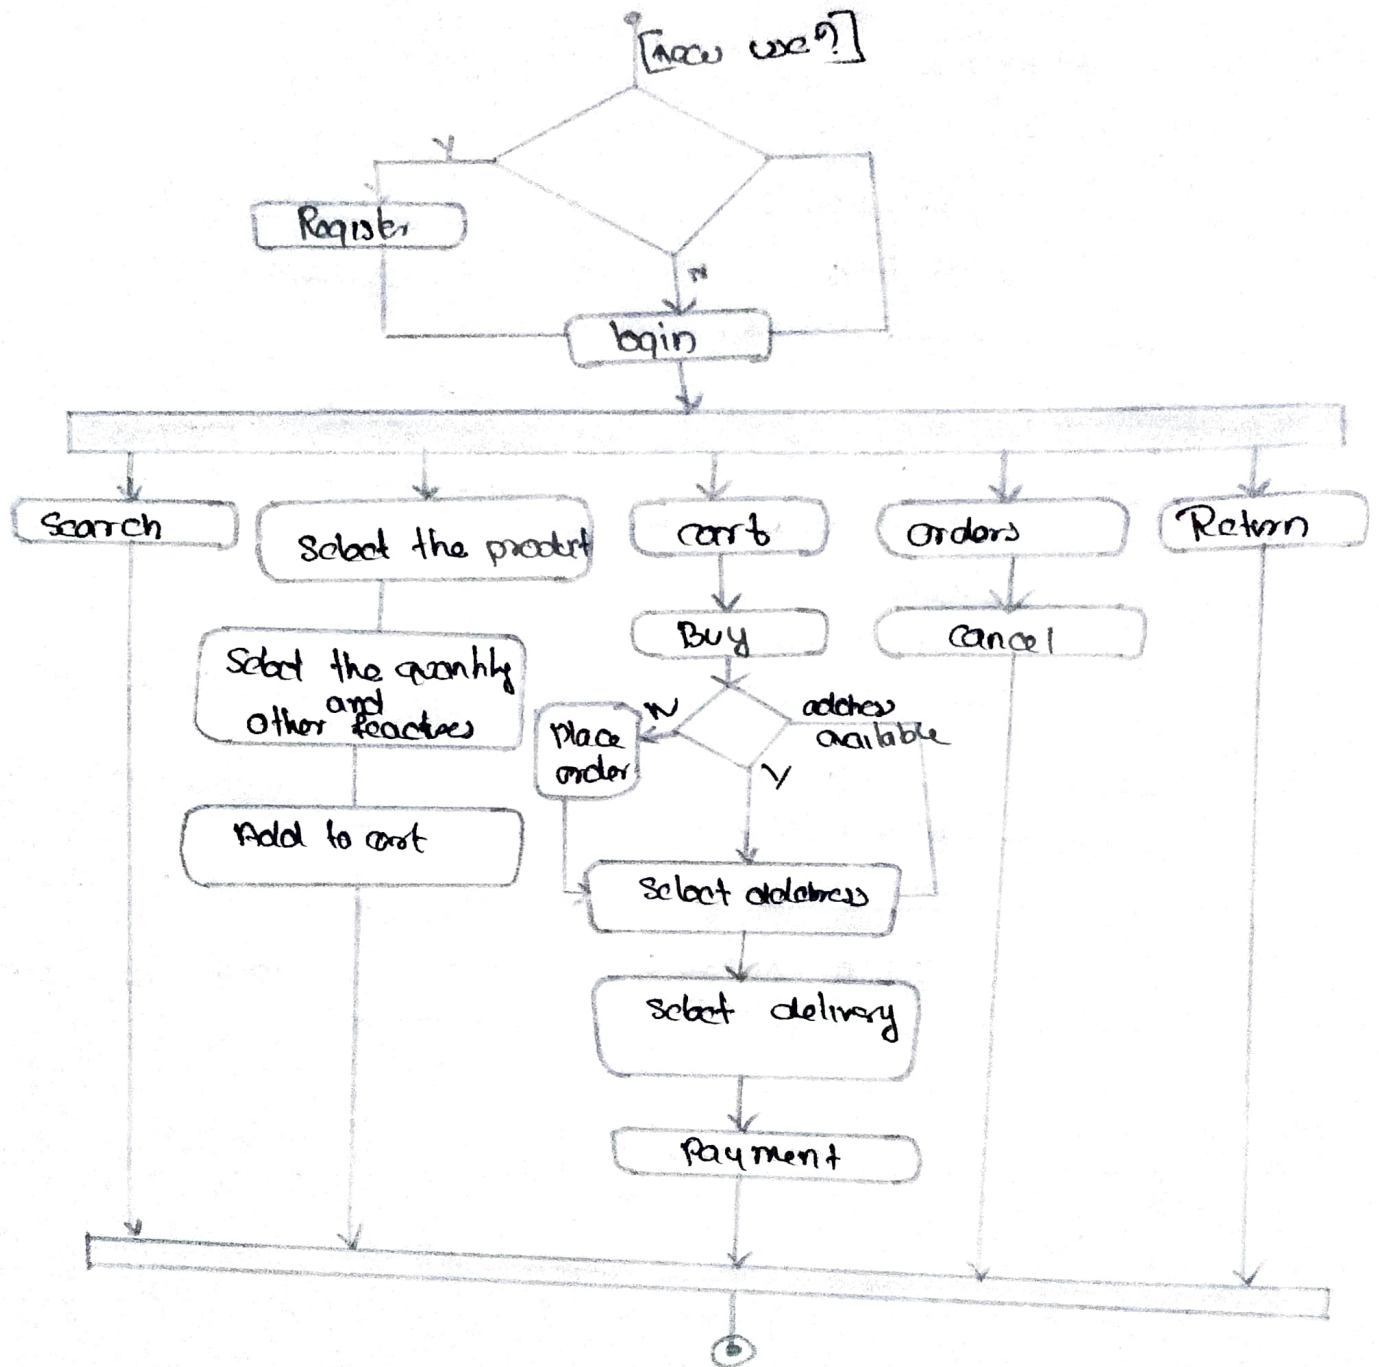 [New use?]
Y
Register
N
login
Search
Select the product
cart
orders
Return
Select the quantity
and
other features
Buy
cancel
N
address
available
Place
order
Y
Add to cart
Select address
Select delivery
Payment